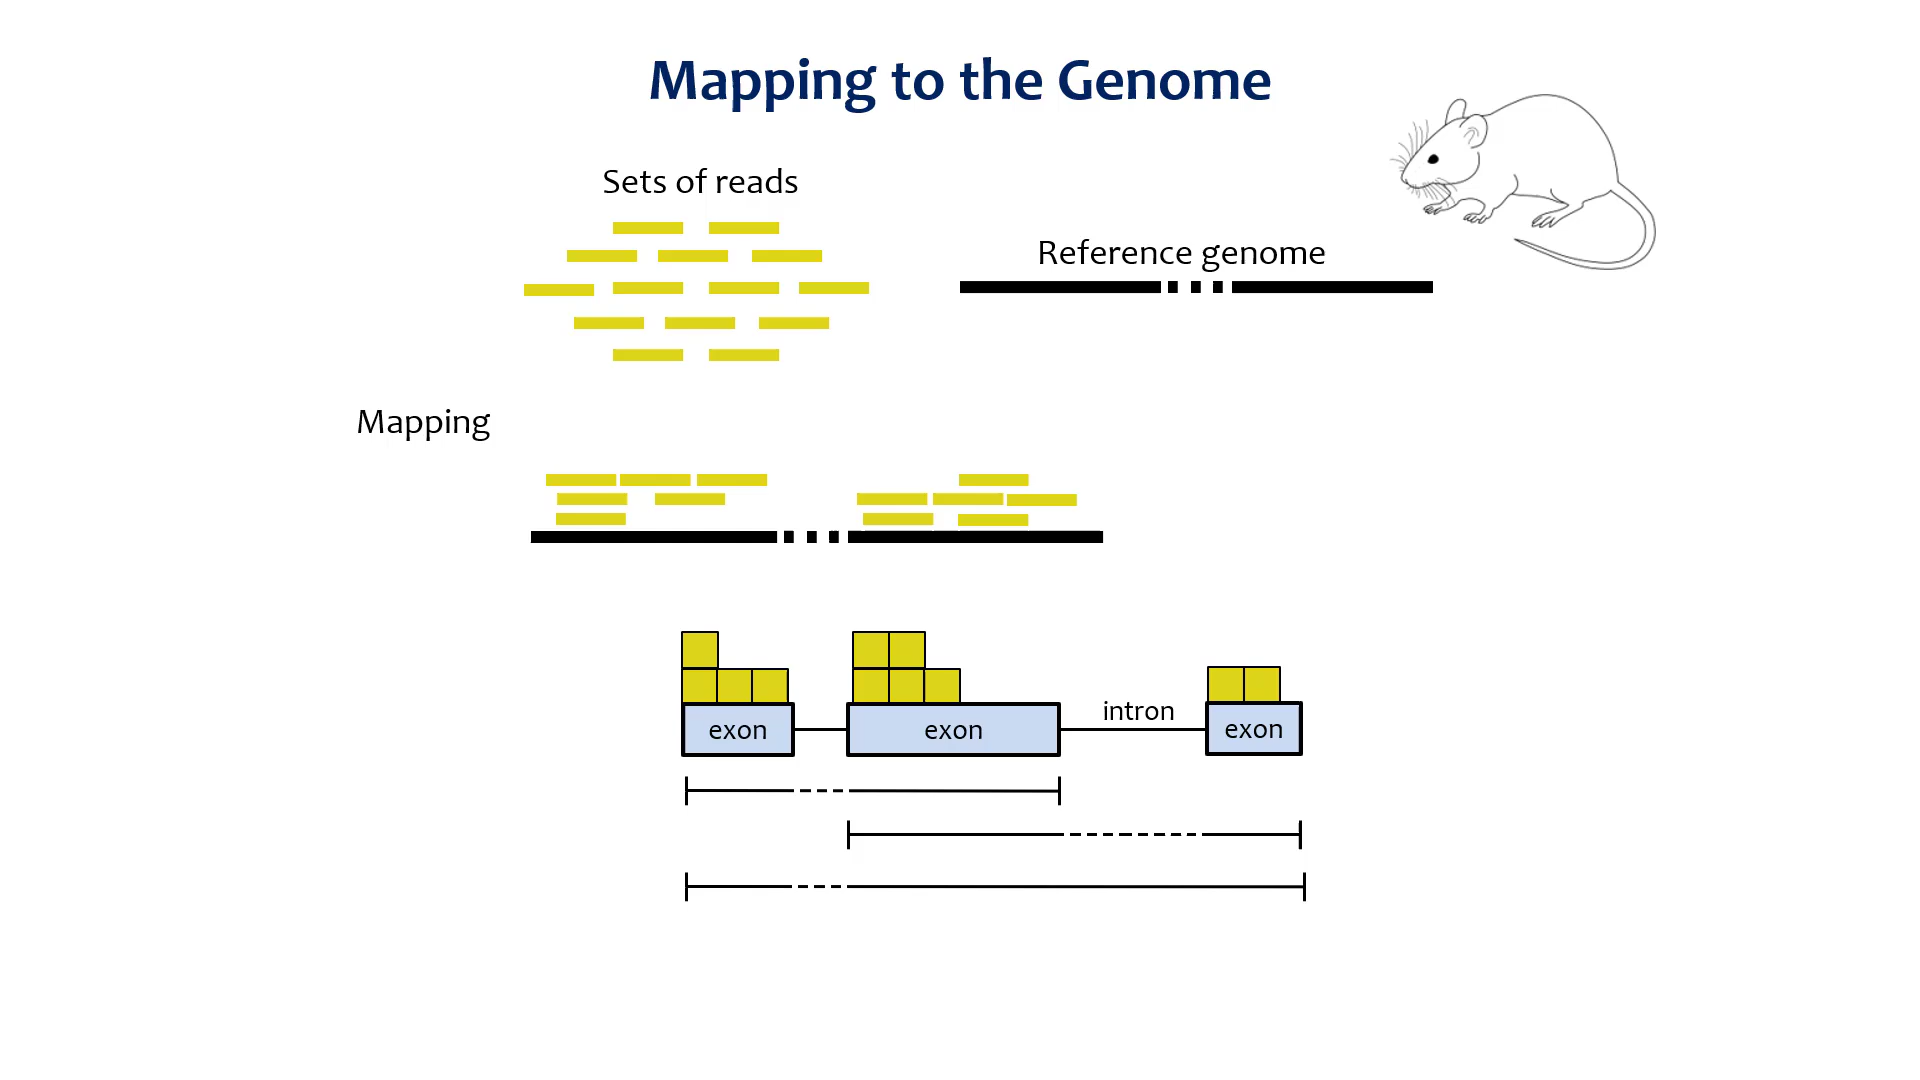 Mapping to the Genome
Sets of reads
Reference genome
Mapping
intron
exon
exon
exon